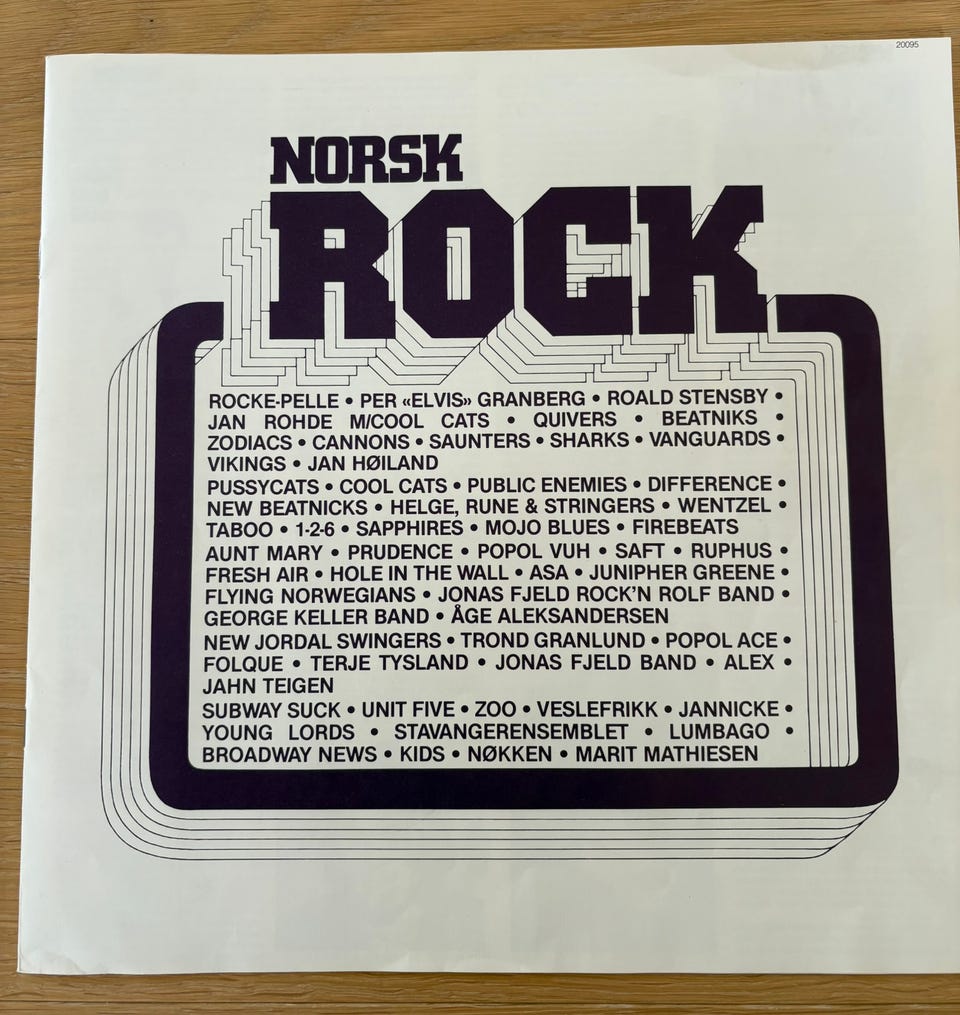 20095
NORSK
ROCK
ROCKE-PELLE • PER «ELVIS» GRANBERG • ROALD STENSBY •
JAN ROHDE M/COOL CATS • QUIVERS • BEATNIKS •
ZODIACS • CANNONS • SAUNTERS • SHARKS • VANGUARDS •
VIKINGS • JAN HØILAND
PUSSYCATS • COOL CATS • PUBLIC ENEMIES • DIFFERENCE •
NEW BEATNICKS • HELGE, RUNE & STRINGERS • WENTZEL •
TABOO • 1-2-6 • SAPPHIRES • MOJO BLUES • FIREBEATS
AUNT MARY • PRUDENCE • POPOL VUH • SAFT • RUPHUS •
FRESH AIR • HOLE IN THE WALL • ASA • JUNIPHER GREENE •
FLYING NORWEGIANS • JONAS FJELD ROCK'N ROLF BAND •
GEORGE KELLER BAND • ÅGE ALEKSANDERSEN
NEW JORDAL SWINGERS • TROND GRANLUND • POPOL ACE •
FOLQUE • TERJE TYSLAND • JONAS FJELD BAND • ALEX •
JAHN TEIGEN
SUBWAY SUCK • UNIT FIVE • ZOO • VESLEFRIKK • JANNICKE •
YOUNG LORDS • STAVANGERENSEMBLET • LUMBAGO •
BROADWAY NEWS • KIDS • NØKKEN • MARIT MATHIESEN